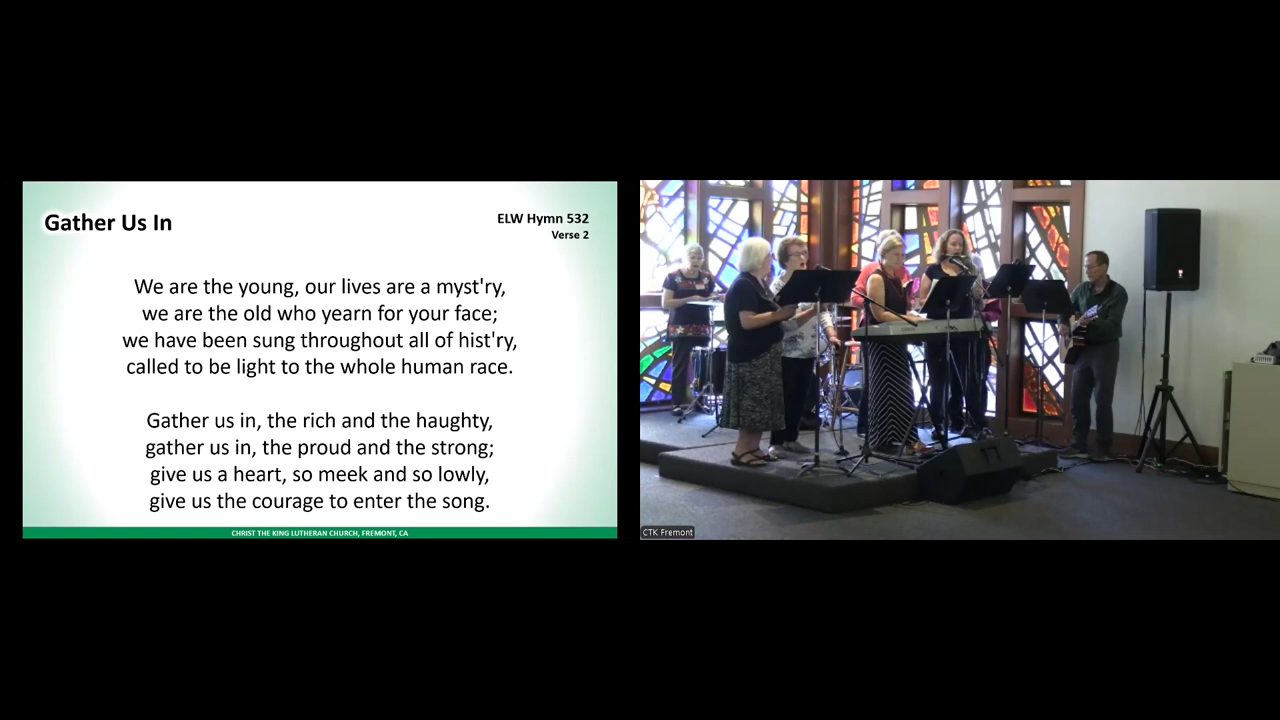 Gather Us In
ELW Hymn 532
Verse 2
We are the young, our lives are a myst'ry,
we are the old who yearn for your face;
we have been sung throughout all of hist'ry,
called to be light to the whole human race.
Gather us in, the rich and the haughty,
gather us in, the proud and the strong;
give us a heart, so meek and so lowly,
give us the courage to enter the song.
CHRIST THE KING LUTHERAN CHURCH, FREMONT, CA
CTK Fremont